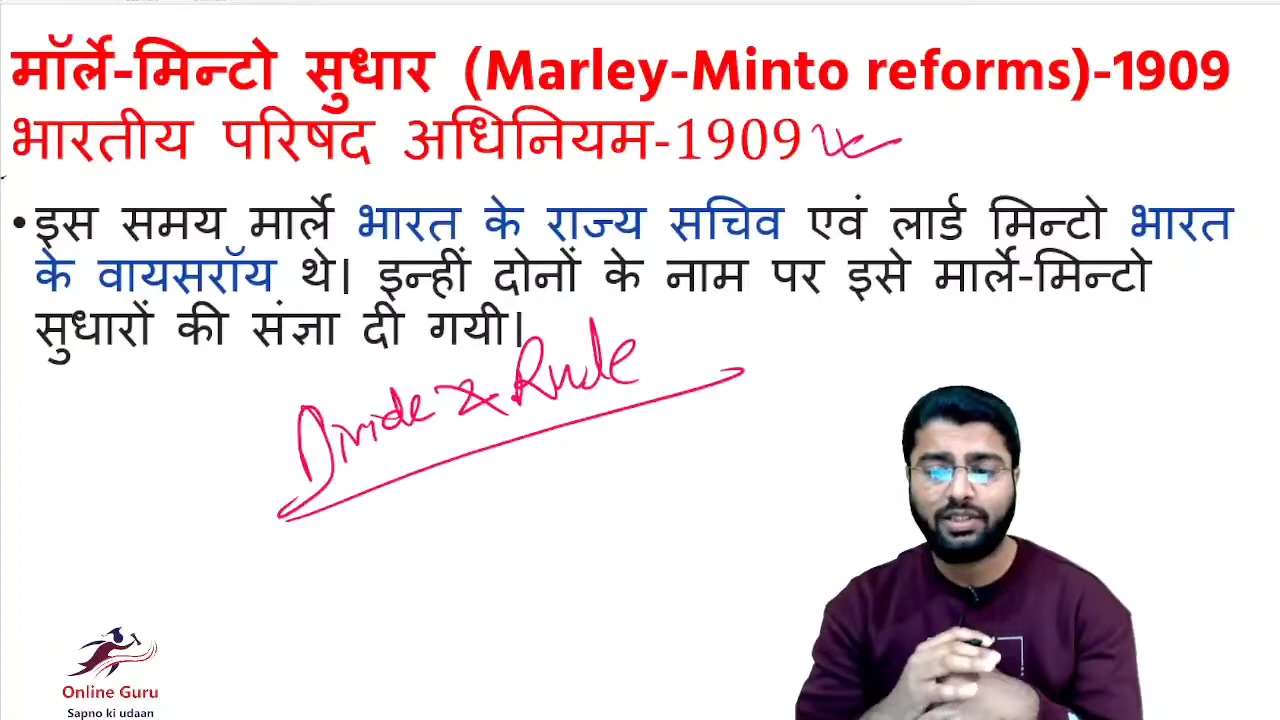 मॉर्ले-मिन्टो सुधार (Marley-Minto reforms)-1909
भारतीय परिषद अधिनियम-1909
•इस समय मार्ले भारत के राज्य सचिव एवं लार्ड मिन्टो भारत
के वायसरॉय थे। इन्हीं दोनों के नाम पर इसे मार्ले-मिन्टो
सुधारों की संज्ञा दी गयी।
Divide & Rule
Online Guru
Sapno ki udaan